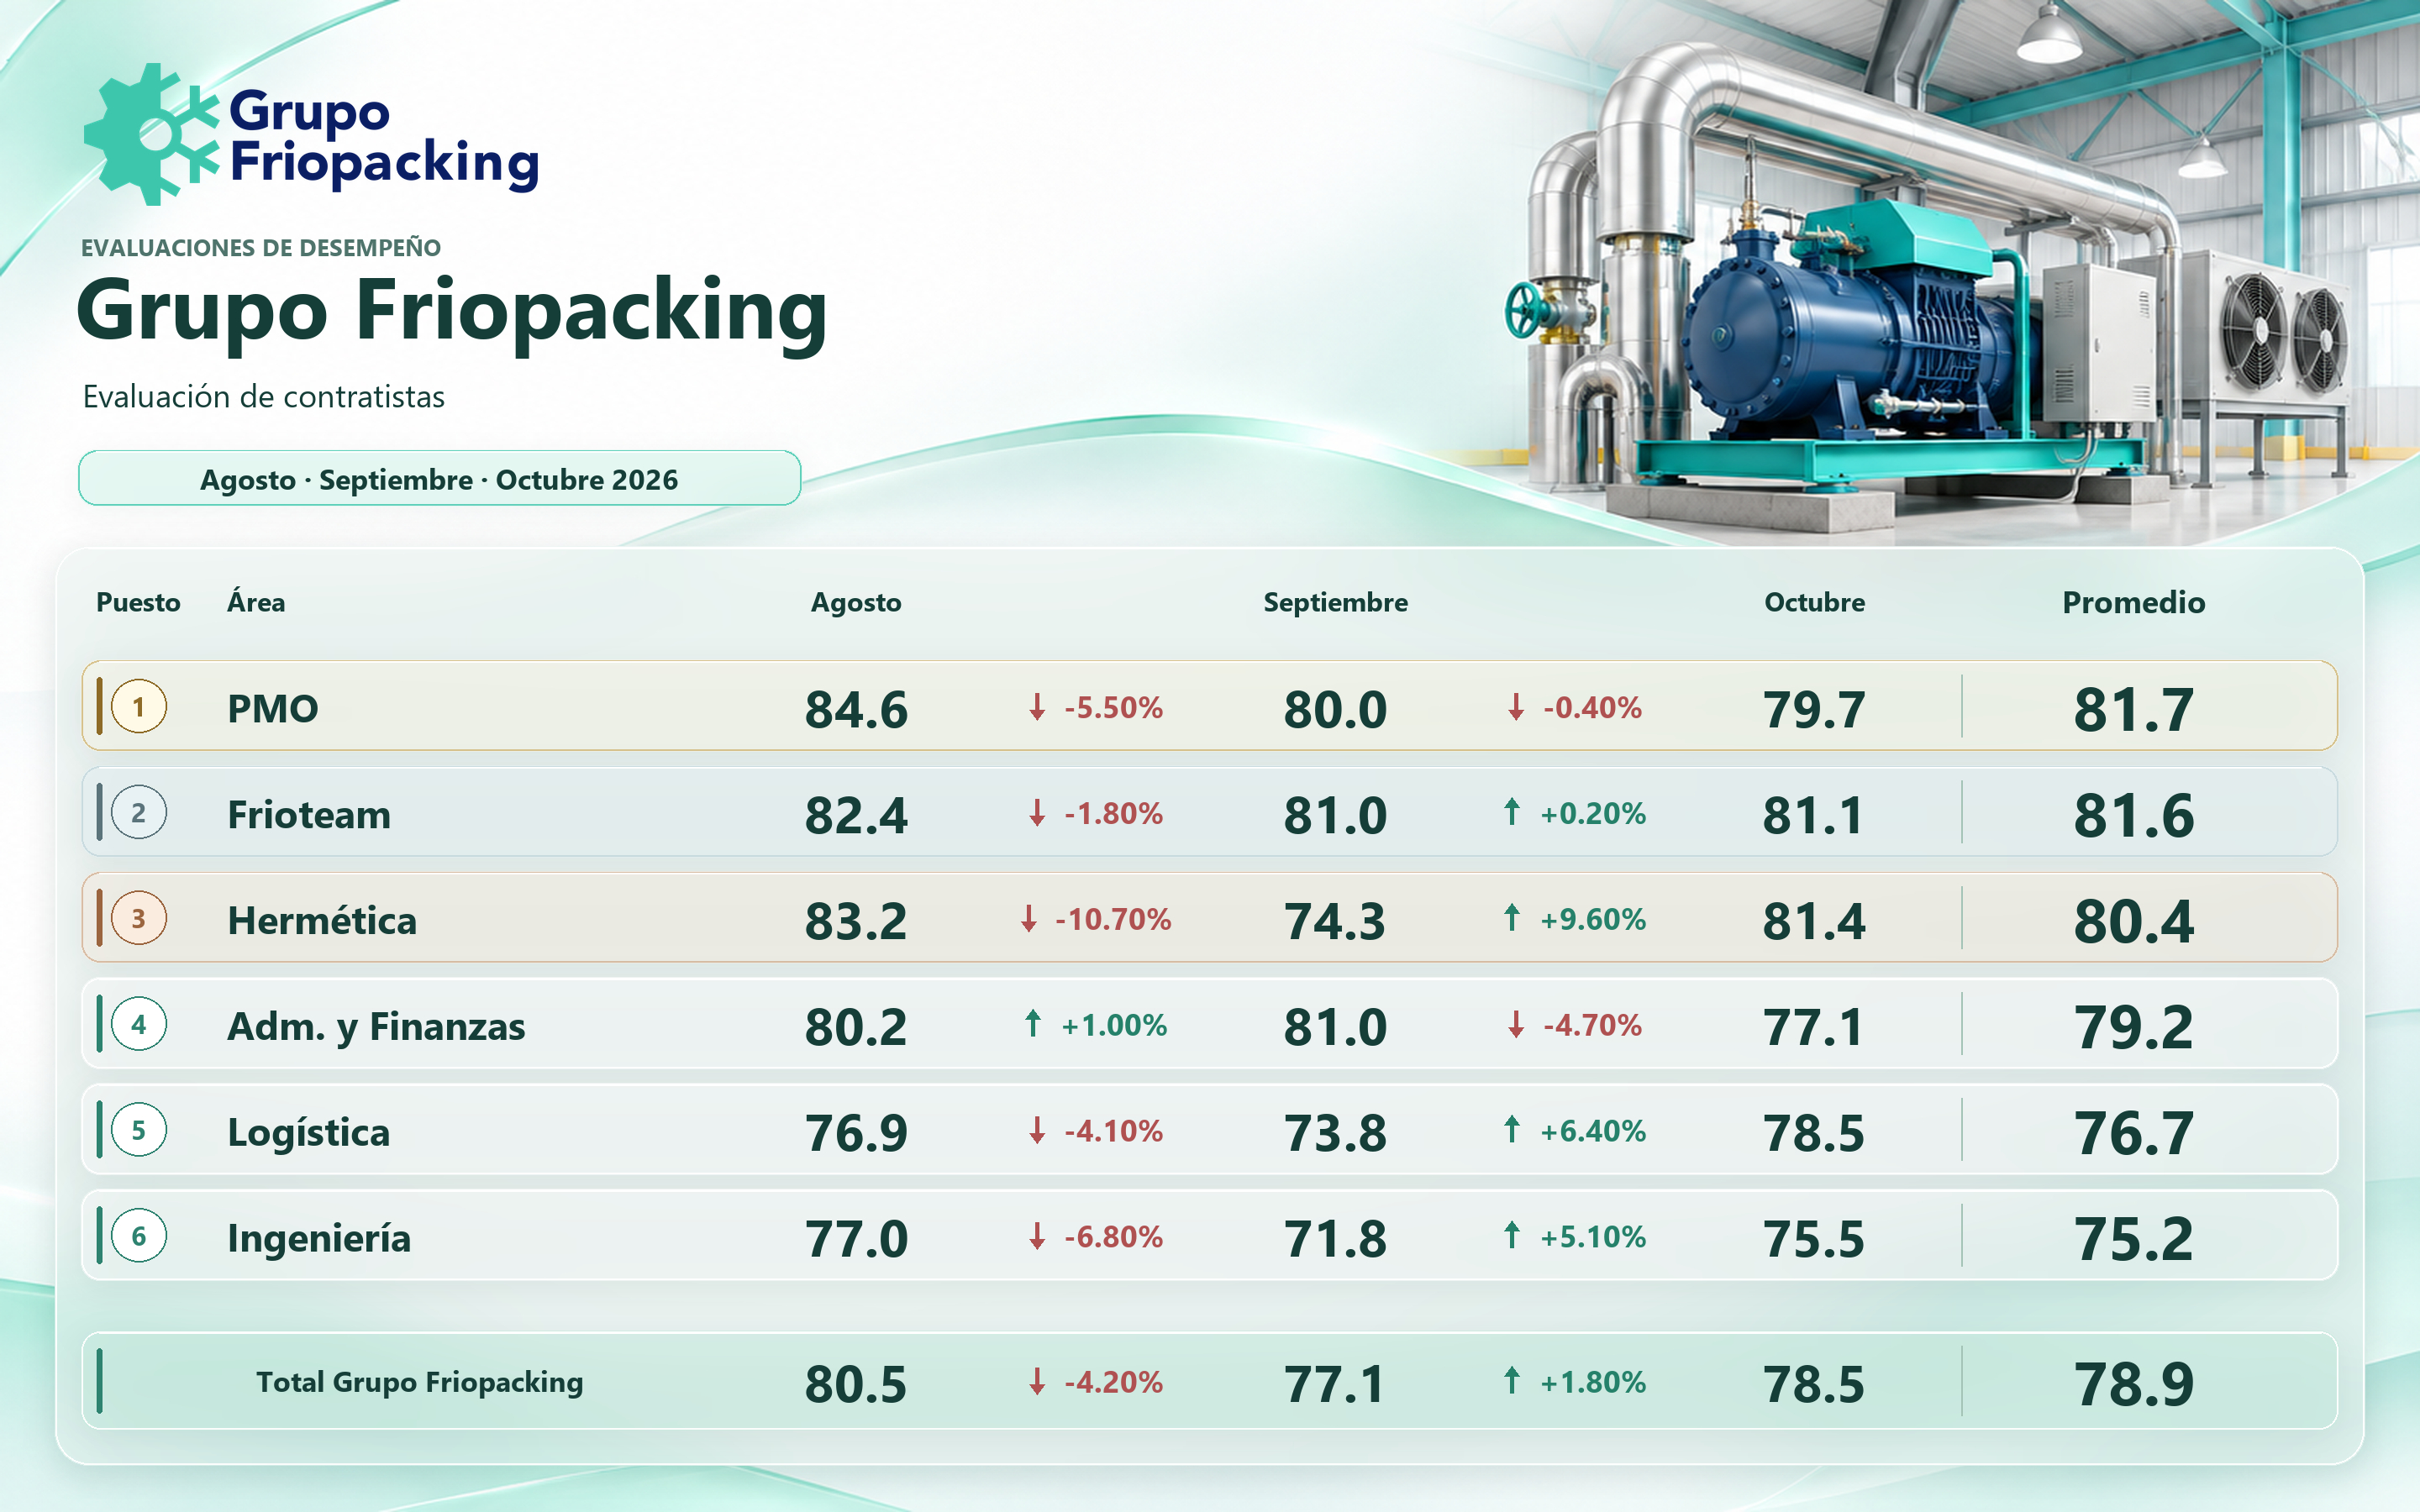 Grupo
Friopacking
EVALUACIONES DE DESEMPEÑO
Grupo Friopacking
Evaluación de contratistas
Agosto · Septiembre · Octubre 2026
Puesto Área Agosto Septiembre Octubre Promedio
1 PMO 84.6 ↓ -5.50% 80.0 ↓ -0.40% 79.7 81.7
2 Frioteam 82.4 ↓ -1.80% 81.0 ↑ +0.20% 81.1 81.6
3 Hermética 83.2 ↓ -10.70% 74.3 ↑ +9.60% 81.4 80.4
4 Adm. y Finanzas 80.2 ↑ +1.00% 81.0 ↓ -4.70% 77.1 79.2
5 Logística 76.9 ↓ -4.10% 73.8 ↑ +6.40% 78.5 76.7
6 Ingeniería 77.0 ↓ -6.80% 71.8 ↑ +5.10% 75.5 75.2
Total Grupo Friopacking 80.5 ↓ -4.20% 77.1 ↑ +1.80% 78.5 78.9